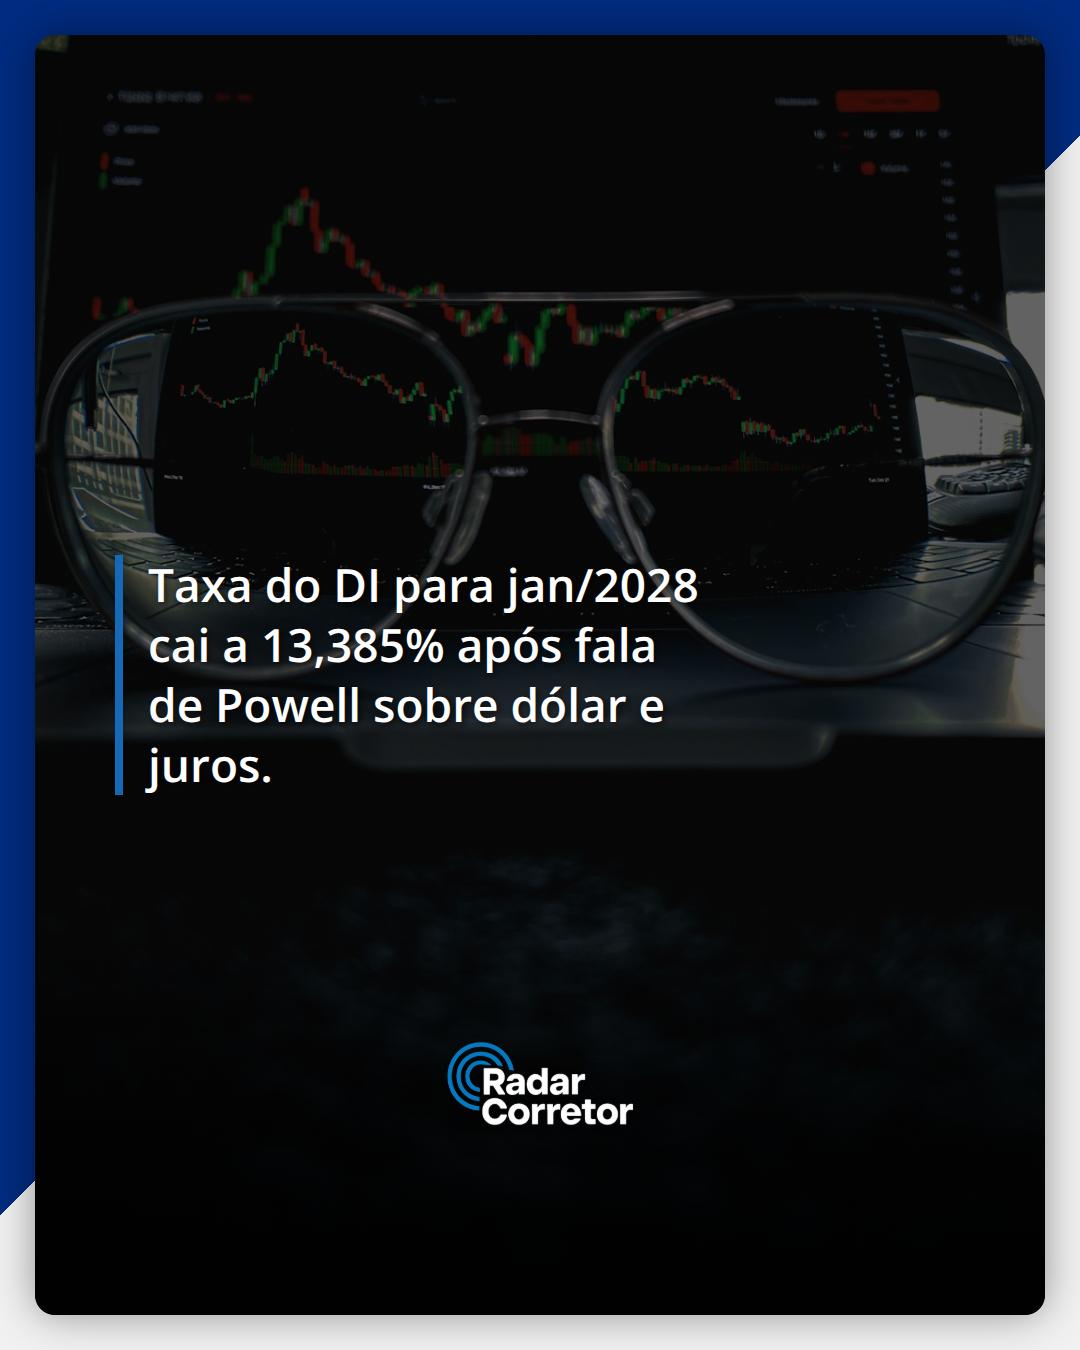 Taxa do DI para jan/2028
cai a 13,385% após fala
de Powell sobre dólar e
juros.
Radar
Corretor